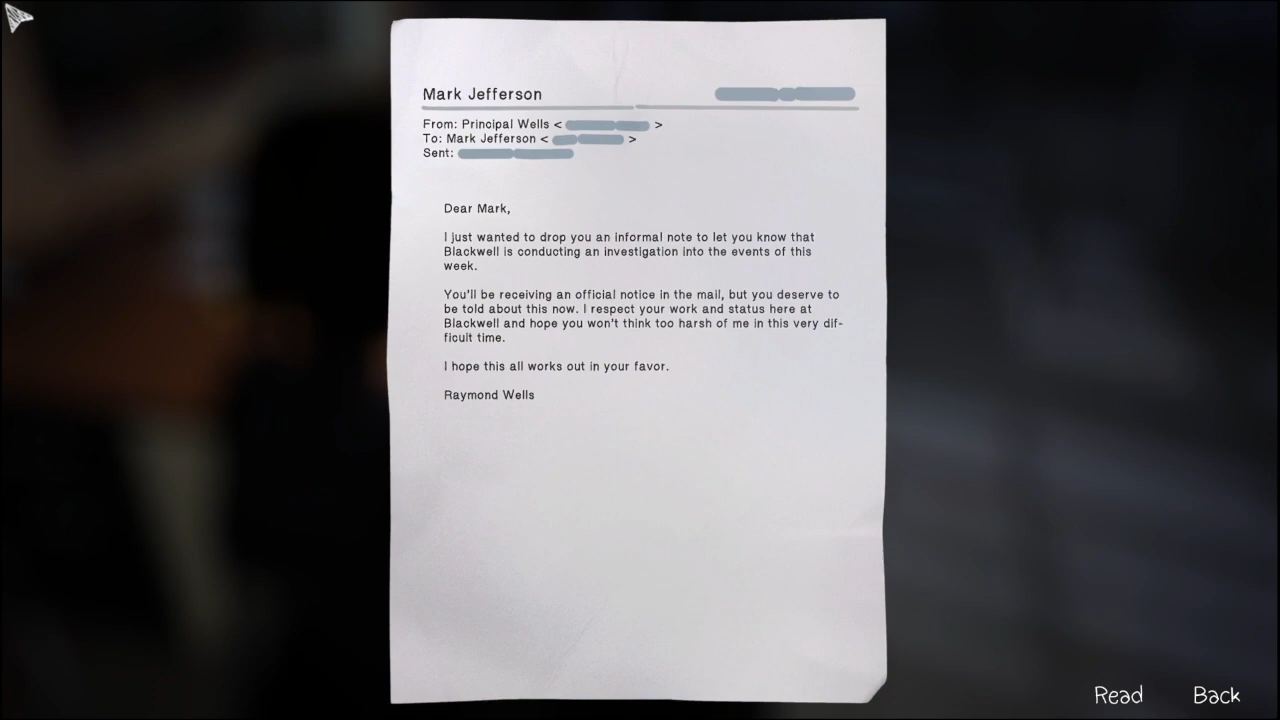 Mark Jefferson
From: Principal Wells < >
To: Mark Jefferson < >
Sent:
Dear Mark,
I just wanted to drop you an informal note to let you know that
Blackwell is conducting an investigation into the events of this
week.
You'll be receiving an official notice in the mail, but you deserve to
be told about this now. I respect your work and status here at
Blackwell and hope you won't think too harsh of me in this very dif-
ficult time.
I hope this all works out in your favor.
Raymond Wells
Read Back